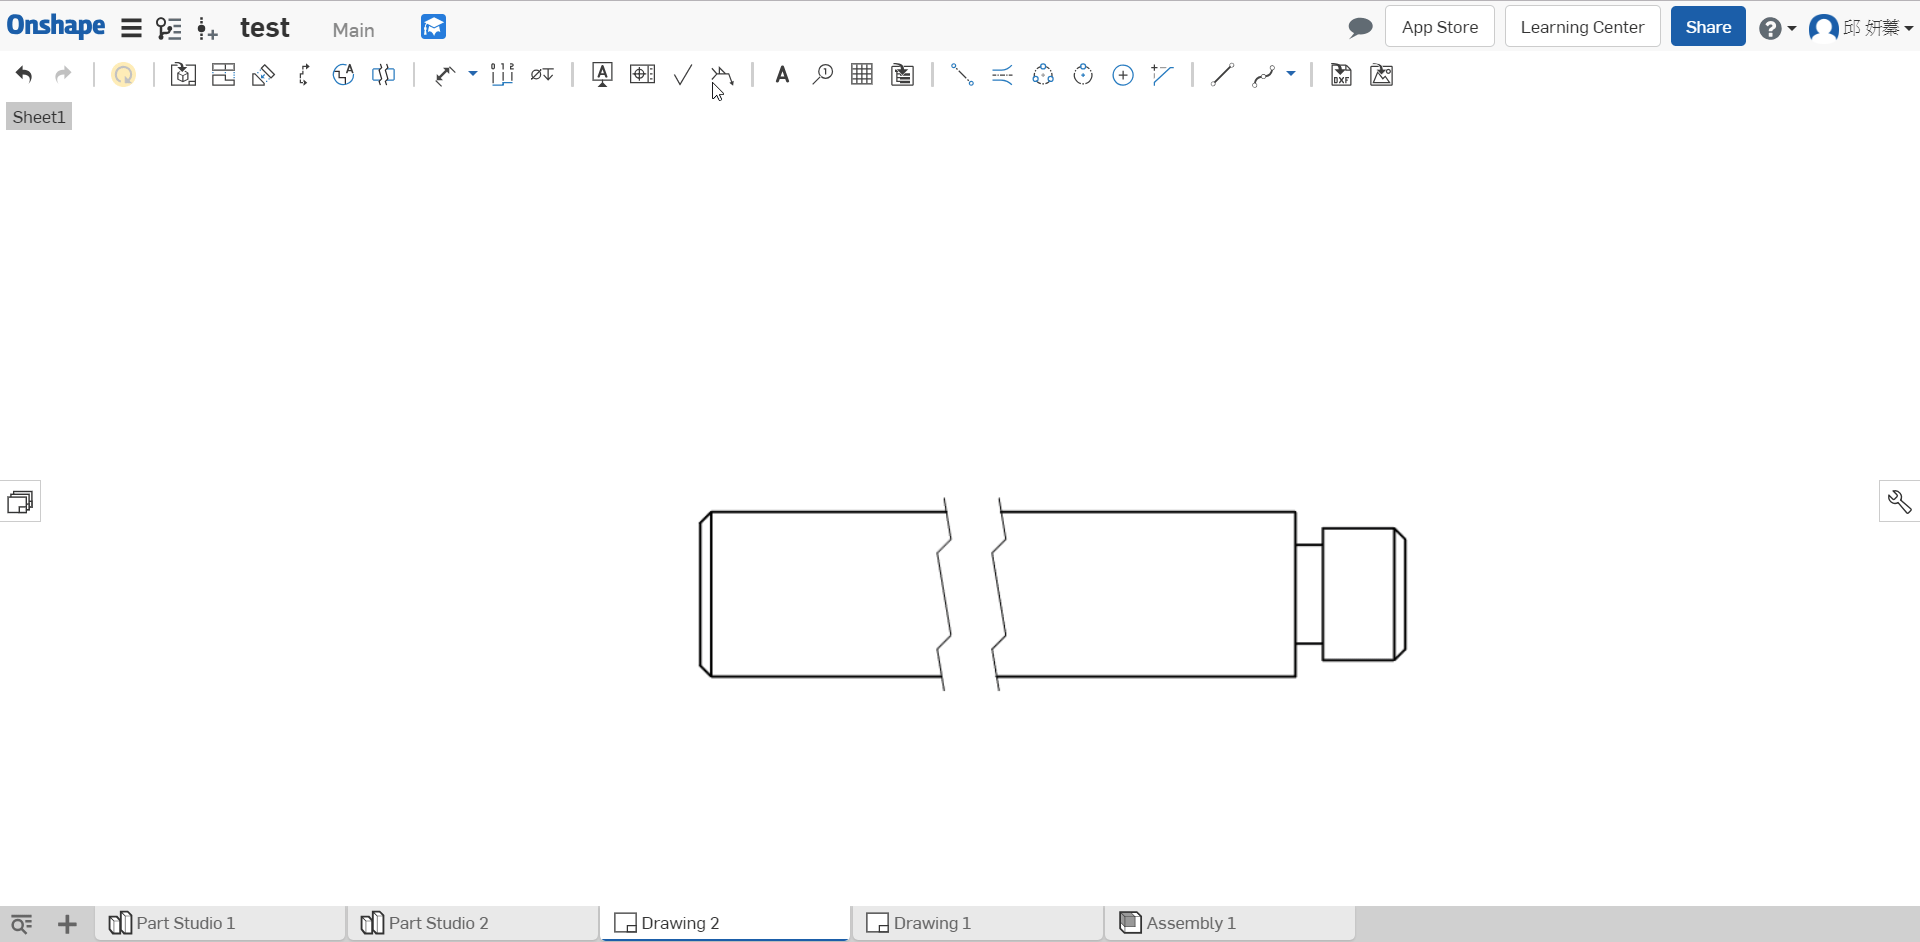 Onshape test Main App Store Learning Center Share 邱 妍蓁
Sheet1
Part Studio 1 Part Studio 2 Drawing 2 Drawing 1 Assembly 1